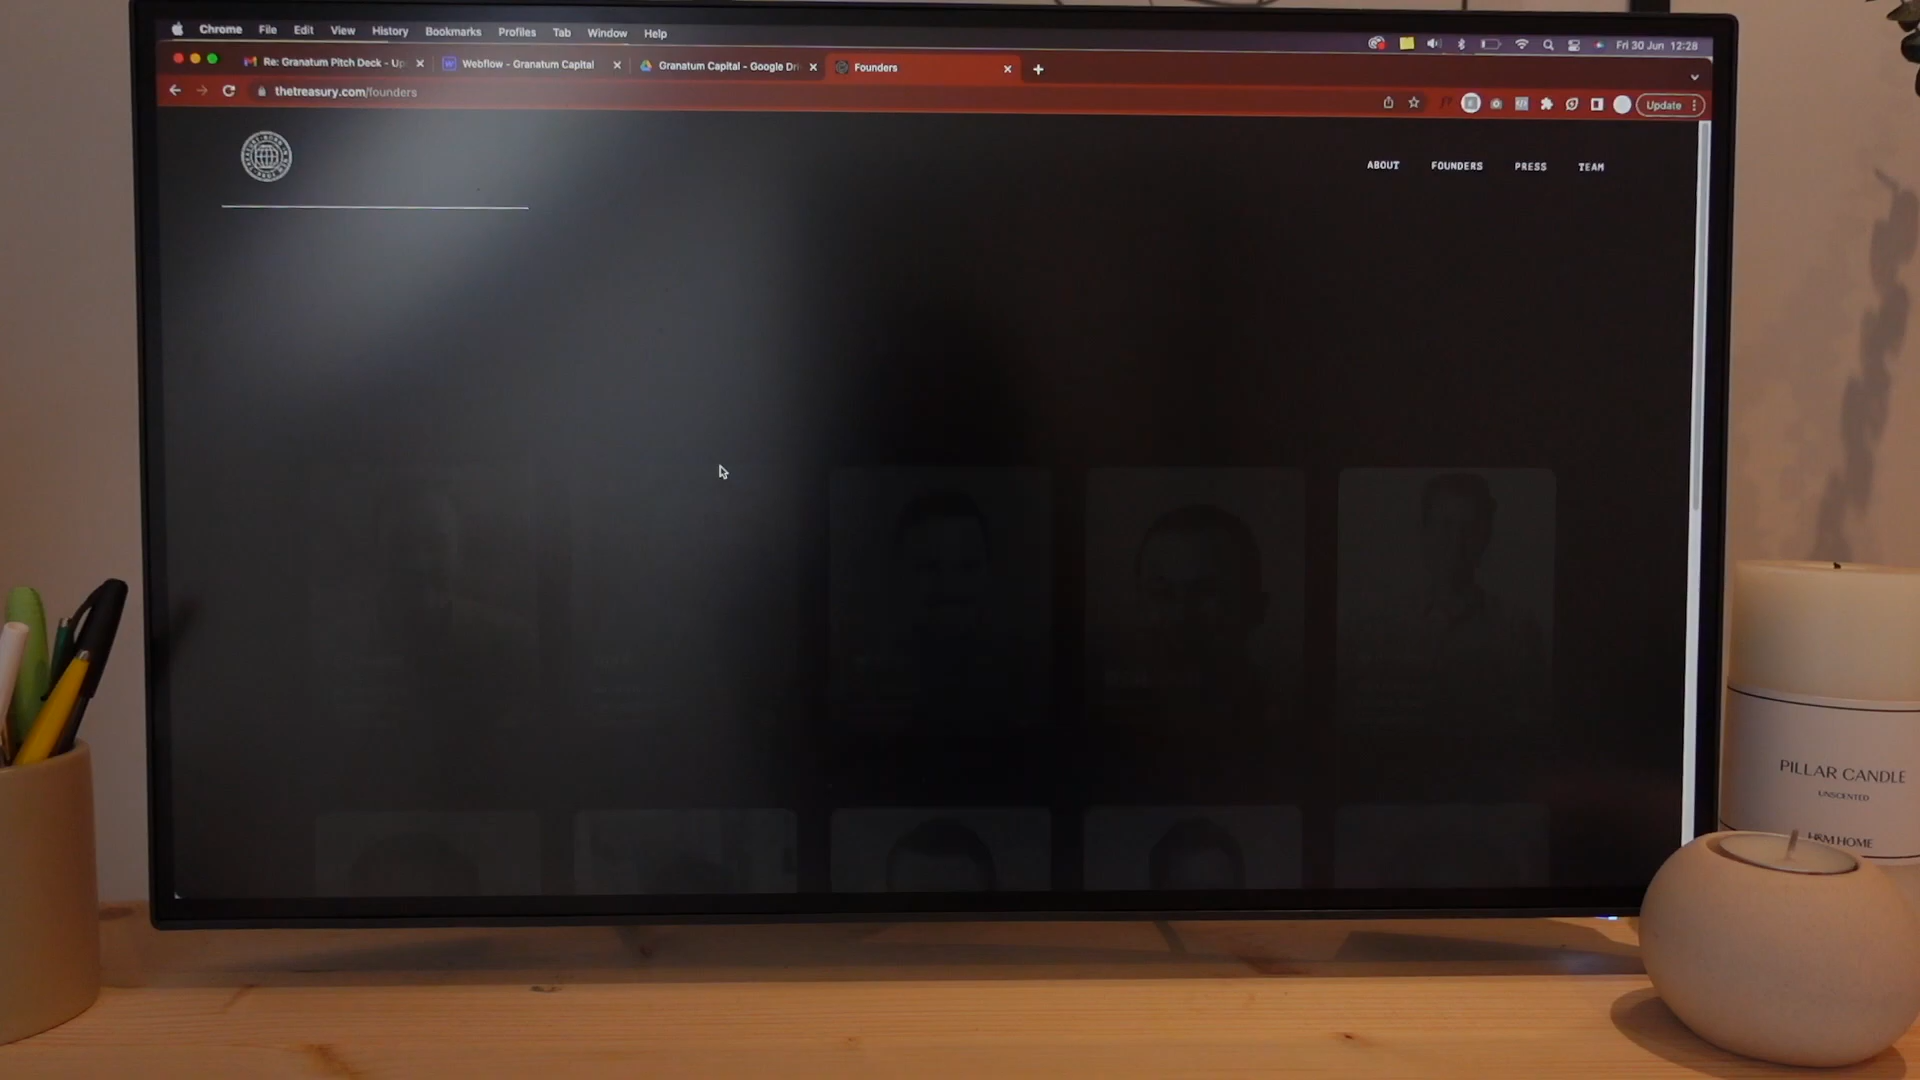 Chrome File Edit View History Bookmarks Profiles Tab Window Help
Fri 30 Jun 12:28
Re: Granatum Pitch Deck - Up
Webflow - Granatum Capital
Granatum Capital - Google Dri
Founders
thetreasury.com/founders
Update
ABOUT FOUNDERS PRESS TEAM
PILLAR CANDLE
UNSCENTED
H&M HOME